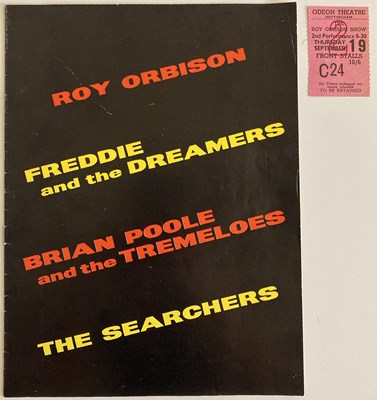 ROY ORBISON
FREDDIE
and the DREAMERS
BRIAN POOLE
and the TREMELOES
THE SEARCHERS
ODEON THEATRE
NOTTINGHAM
ROY ORBISON SHOW
2nd Performance 8-30
THURSDAY
SEPTEMBER 19
FRONT STALLS
10/6
C24
TO BE RETAINED